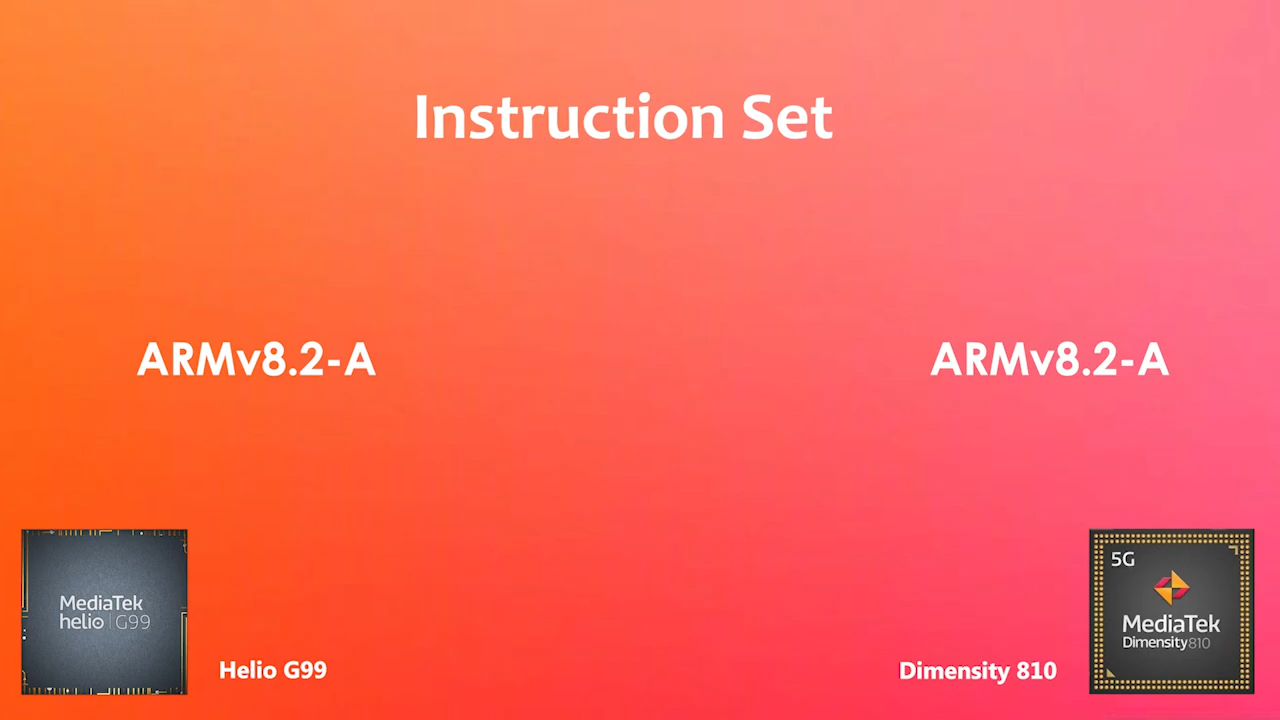 Instruction Set
ARMv8.2-A
ARMv8.2-A
MediaTek
helio G99
Helio G99
Dimensity 810
5G
MediaTek
Dimensity 810